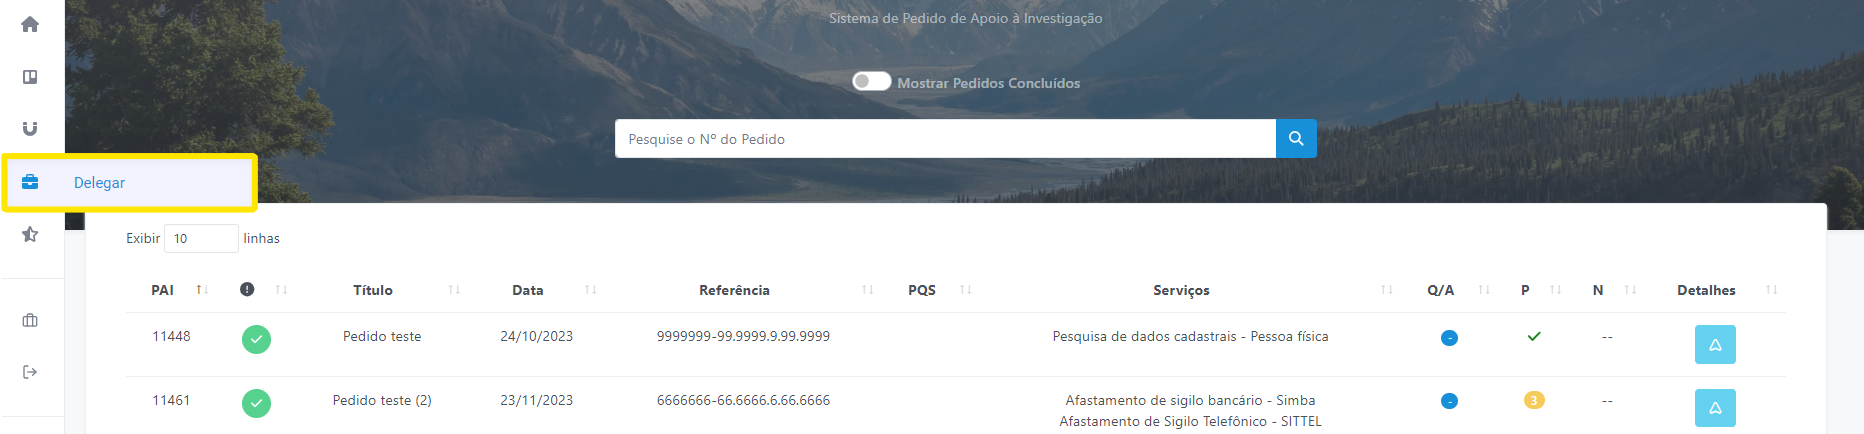 Sistema de Pedido de Apoio à Investigação
Mostrar Pedidos Concluídos
Pesquise o Nº do Pedido
Delegar
Exibir 10 linhas
PAI Título Data Referência PQS Serviços Q/A P N Detalhes
11448 Pedido teste 24/10/2023 9999999-99.9999.9.99.9999 Pesquisa de dados cadastrais - Pessoa física - --
11461 Pedido teste (2) 23/11/2023 6666666-66.6666.6.66.6666 Afastamento de sigilo bancário - Simba - 3 --
Afastamento de Sigilo Telefônico - SITTEL